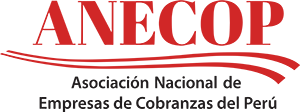 ANECOP
Asociación Nacional de
Empresas de Cobranzas del Perú